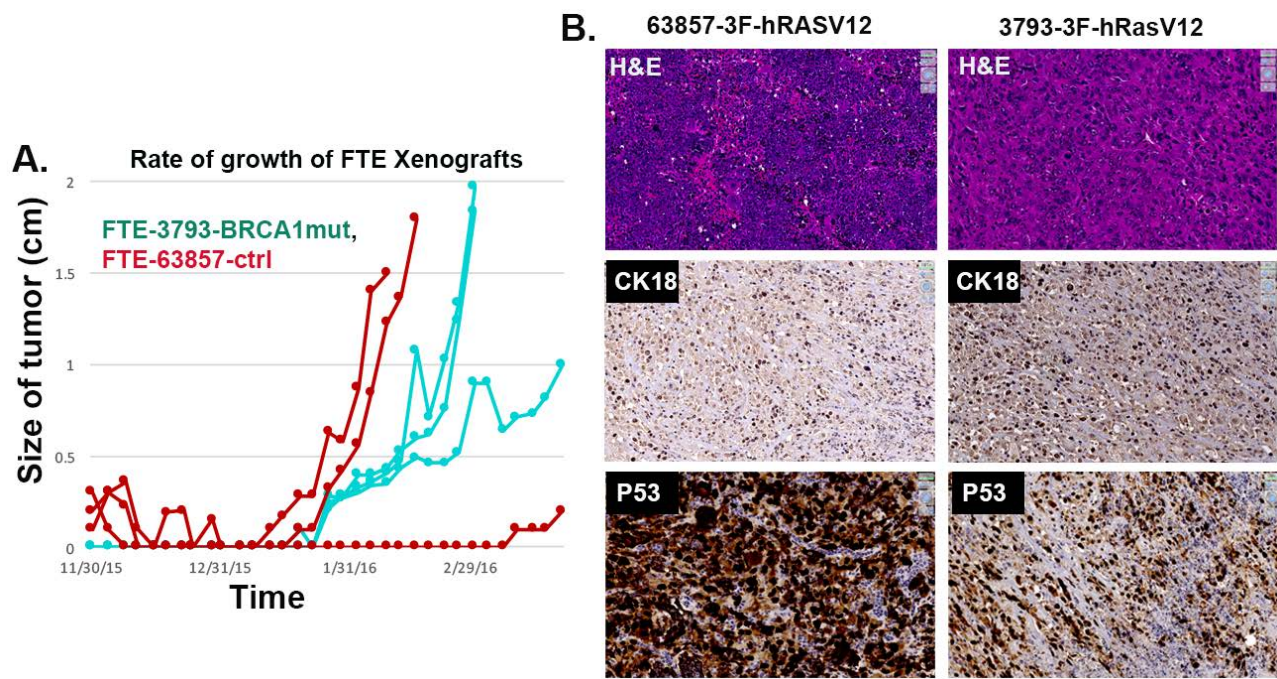 A.
Rate of growth of FTE Xenografts
FTE-3793-BRCA1mut,
FTE-63857-ctrl
Size of tumor (cm)
2
1.5
1
0.5
0
11/30/15 12/31/15 1/31/16 2/29/16
Time
B.
63857-3F-hRASV12 3793-3F-hRasV12
H&E H&E
CK18 CK18
P53 P53